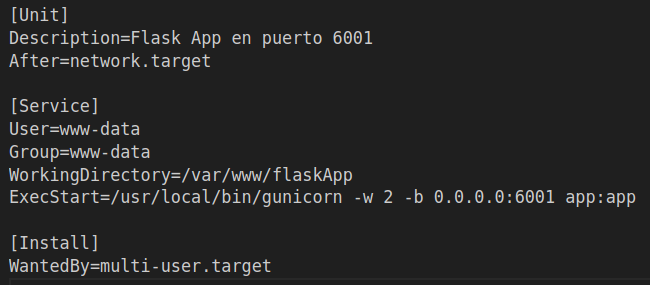 [Unit]
Description=Flask App en puerto 6001
After=network.target

[Service]
User=www-data
Group=www-data
WorkingDirectory=/var/www/flaskApp
ExecStart=/usr/local/bin/gunicorn -w 2 -b 0.0.0.0:6001 app:app

[Install]
WantedBy=multi-user.target